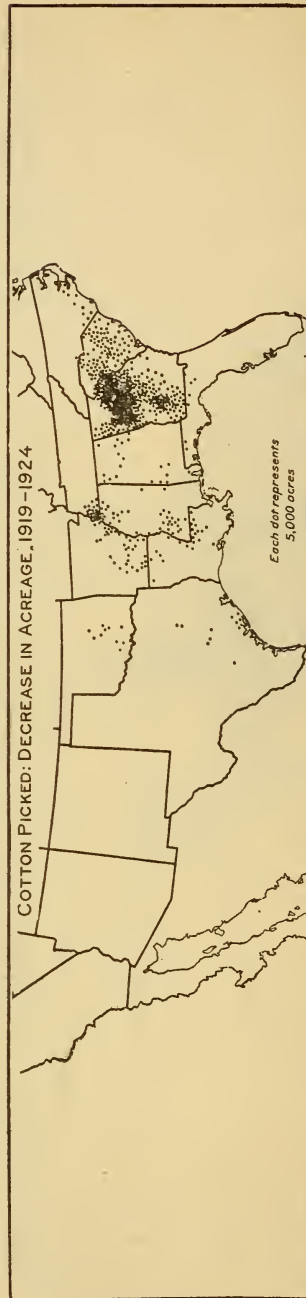 COTTON PICKED: DECREASE IN ACREAGE, 1919-1924
Each dot represents
5,000 acres